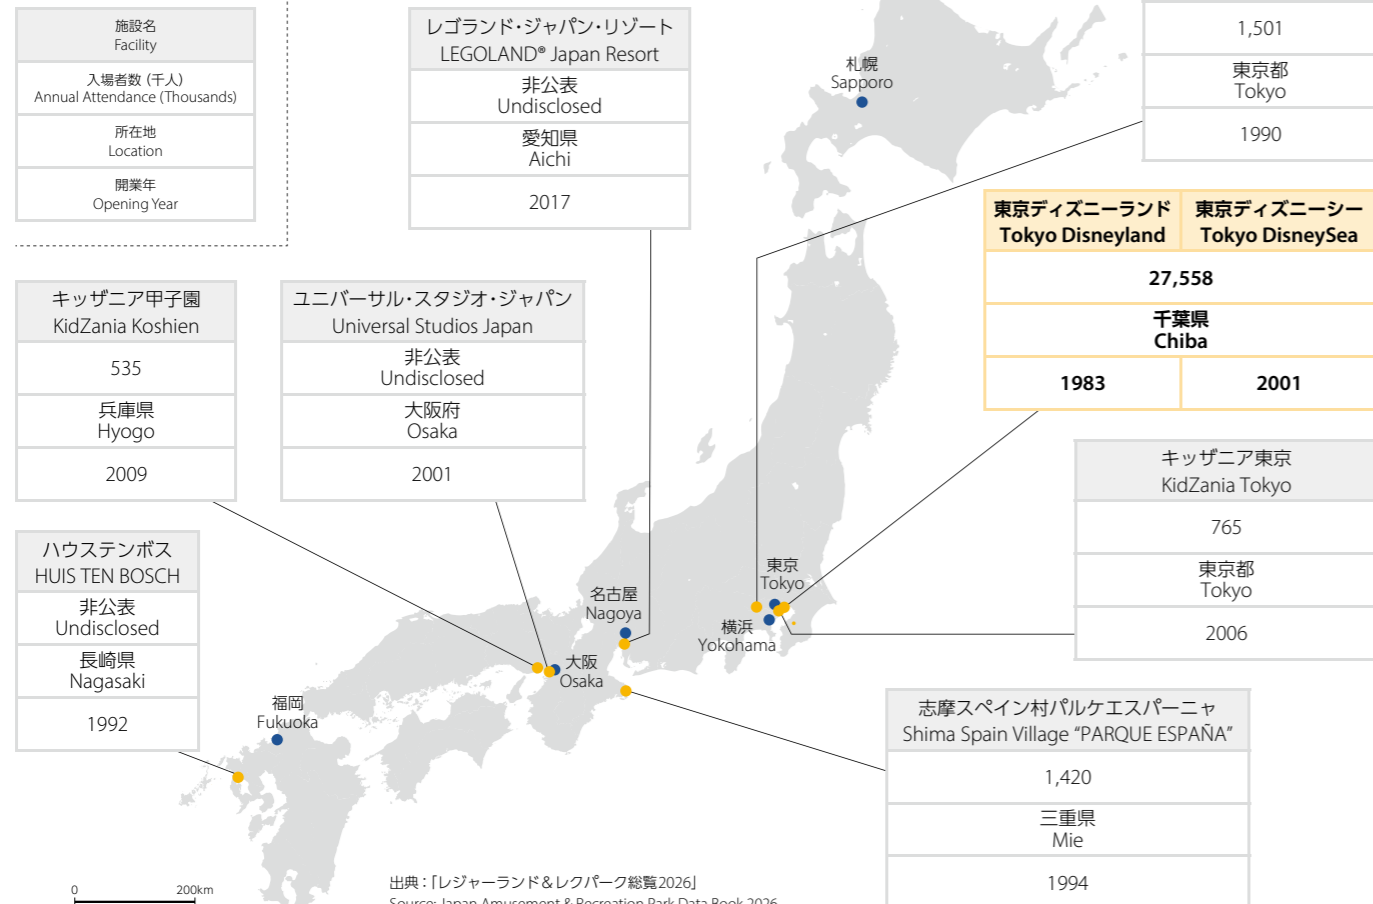 施設名
Facility
入場者数 (千人)
Annual Attendance (Thousands)
所在地
Location
開業年
Opening Year
レゴランド・ジャパン・リゾート
LEGOLAND® Japan Resort
非公表
Undisclosed
愛知県
Aichi
2017
札幌
Sapporo
1,501
東京都
Tokyo
1990
東京ディズニーランド
Tokyo Disneyland
東京ディズニーシー
Tokyo DisneySea
27,558
千葉県
Chiba
1983
2001
キッザニア甲子園
KidZania Koshien
535
兵庫県
Hyogo
2009
ユニバーサル・スタジオ・ジャパン
Universal Studios Japan
非公表
Undisclosed
大阪府
Osaka
2001
キッザニア東京
KidZania Tokyo
765
東京都
Tokyo
2006
ハウステンボス
HUIS TEN BOSCH
非公表
Undisclosed
長崎県
Nagasaki
1992
東京
Tokyo
名古屋
Nagoya
横浜
Yokohama
大阪
Osaka
福岡
Fukuoka
志摩スペイン村パルケエスパーニャ
Shima Spain Village “PARQUE ESPAÑA”
1,420
三重県
Mie
1994
0
200km
出典：「レジャーランド＆レクパーク総覧2026」
Source: Japan Amusement & Recreation Park Data Book 2026